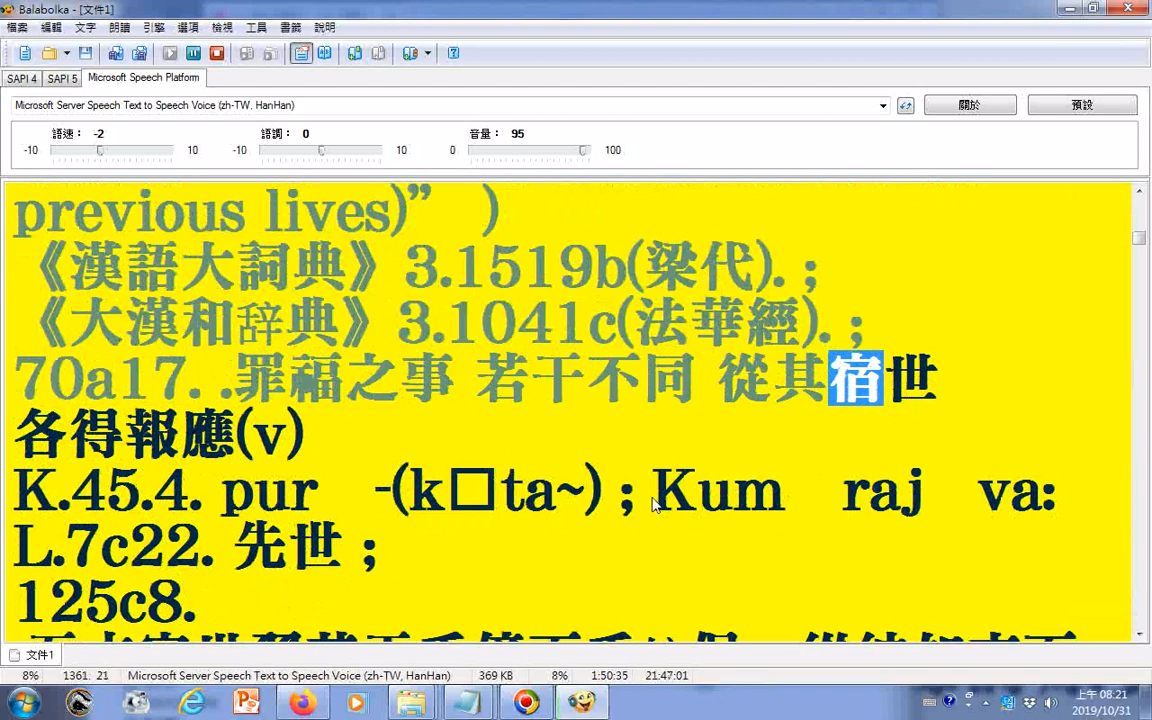 Balabolka - [文件1]
檔案 編輯 文字 朗讀 引擎 選項 檢視 工具 書籤 說明
SAPI 4 SAPI 5 Microsoft Speech Platform
Microsoft Server Speech Text to Speech Voice (zh-TW, HanHan)
關於 預設
語速： -2 語調： 0 音量： 95
-10 10 -10 10 0 100
previous lives)” )
《漢語大詞典》3.1519b(梁代).；
《大漢和辞典》3.1041c(法華經).；
70a17. .罪福之事 若干不同 從其宿世
各得報應(v)
K.45.4. pur -(k□ta~)；Kum raj va:
L.7c22. 先世；
125c8.
文件1
8% 1361: 21 Microsoft Server Speech Text to Speech Voice (zh-TW, HanHan) 369 KB 8% 1:50:35 21:47:01
上午 08:21
2019/10/31